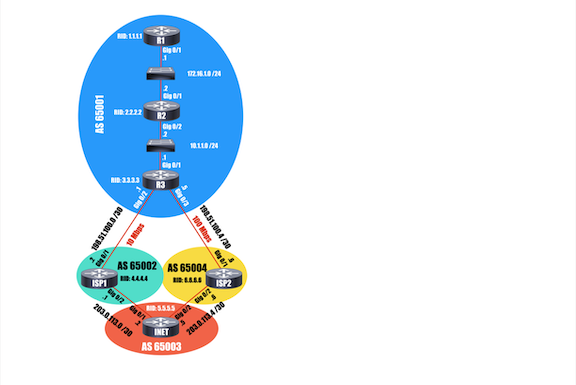 RID: 1.1.1.1
R1
Gig 0/1
.1
172.16.1.0 /24
.2
Gig 0/1
RID: 2.2.2.2
R2
AS 65001
Gig 0/2
.2
10.1.1.0 /24
.1
Gig 0/1
RID: 3.3.3.3
R3
.1
Gig 0/2
.5
Gig 0/3
198.51.100.0 /30
10 Mbps
100 Mbps
198.51.100.4 /30
.2
Gig 0/1
AS 65002
RID: 4.4.4.4
ISP1
.6
Gig 0/1
AS 65004
RID: 6.6.6.6
ISP2
Gig 0/2
.1
Gig 0/2
.6
203.0.113.0 /30
203.0.113.4 /30
RID: 5.5.5.5
.2
.5
INET
AS 65003